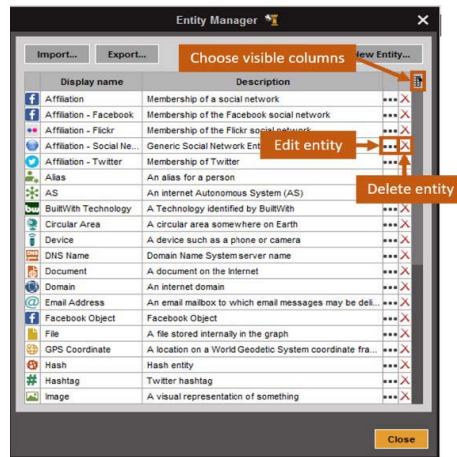 Entity Manager
Import... Export... New Entity...
Choose visible columns
Display name Description
Affiliation Membership of a social network
Affiliation - Facebook Membership of the Facebook social network
Affiliation - Flickr Membership of the Flickr social network
Affiliation - Social Ne... Generic Social Network Ent
Edit entity
Affiliation - Twitter Membership of Twitter
Alias An alias for a person
Delete entity
AS An internet Autonomous System (AS)
BuiltWith Technology A Technology identified by BuiltWith
Circular Area A circular area somewhere on Earth
Device A device such as a phone or camera
DNS Name Domain Name System server name
Document A document on the Internet
Domain An internet domain
Email Address An email mailbox to which email messages may be deli...
Facebook Object Facebook Object
File A file stored internally in the graph
GPS Coordinate A location on a World Geodetic System coordinate fra...
Hash Hash entity
Hashtag Twitter hashtag
Image A visual representation of something
Close